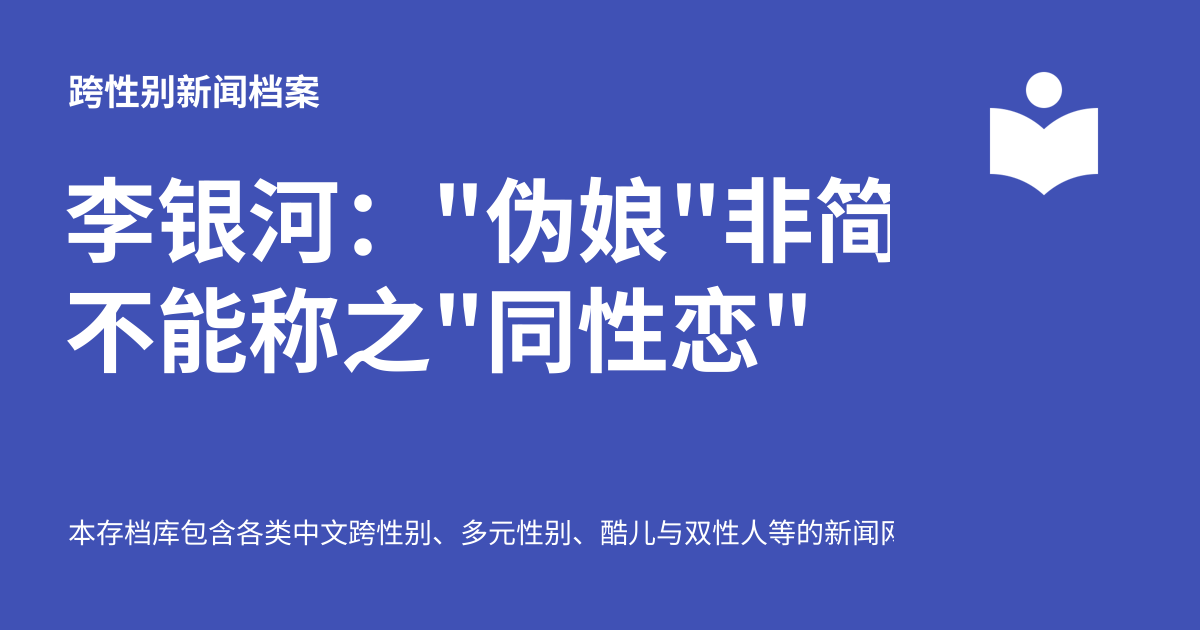 跨性别新闻档案
李银河："伪娘"非简
不能称之"同性恋"
本存档库包含各类中文跨性别、多元性别、酷儿与双性人等的新闻网